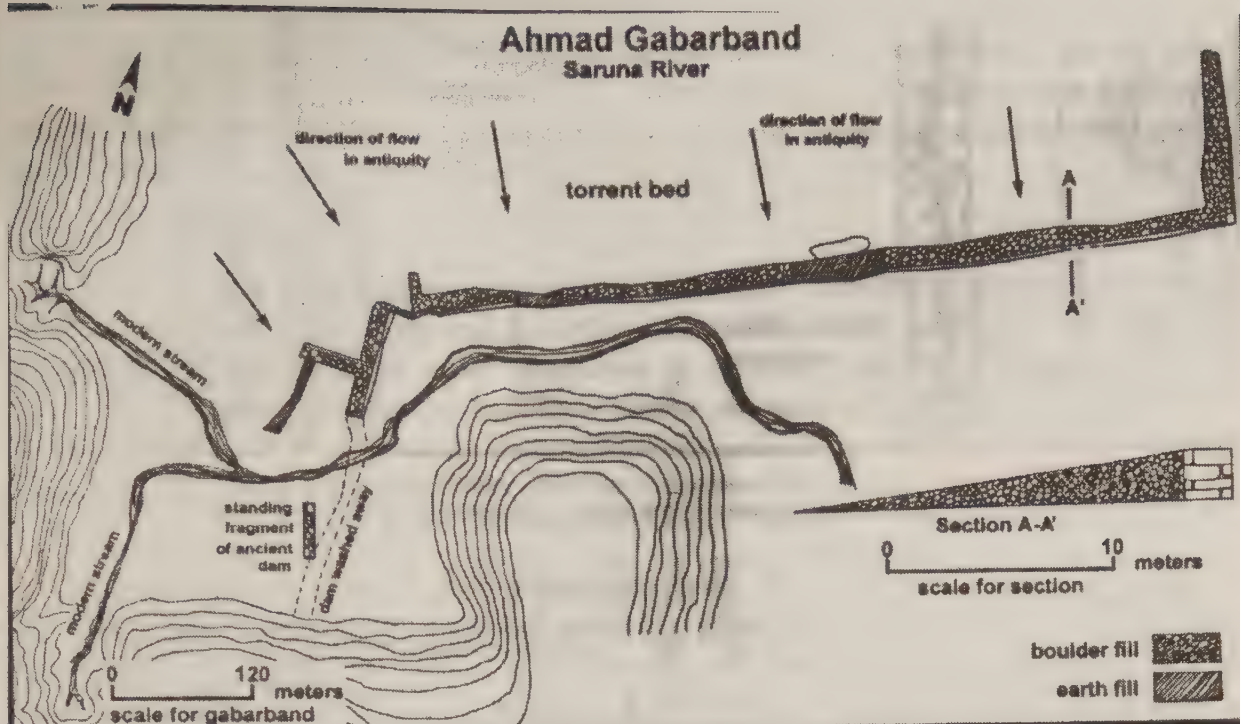 Ahmad Gabarband
Saruna River
N
direction of flow
in antiquity
direction of flow
in antiquity
torrent bed
A
A'
modern stream
standing
fragment
of ancient
dam
dam washed away
modern stream
Section A-A'
0 10 meters
scale for section
0 120 meters
scale for gabarband
boulder fill
earth fill